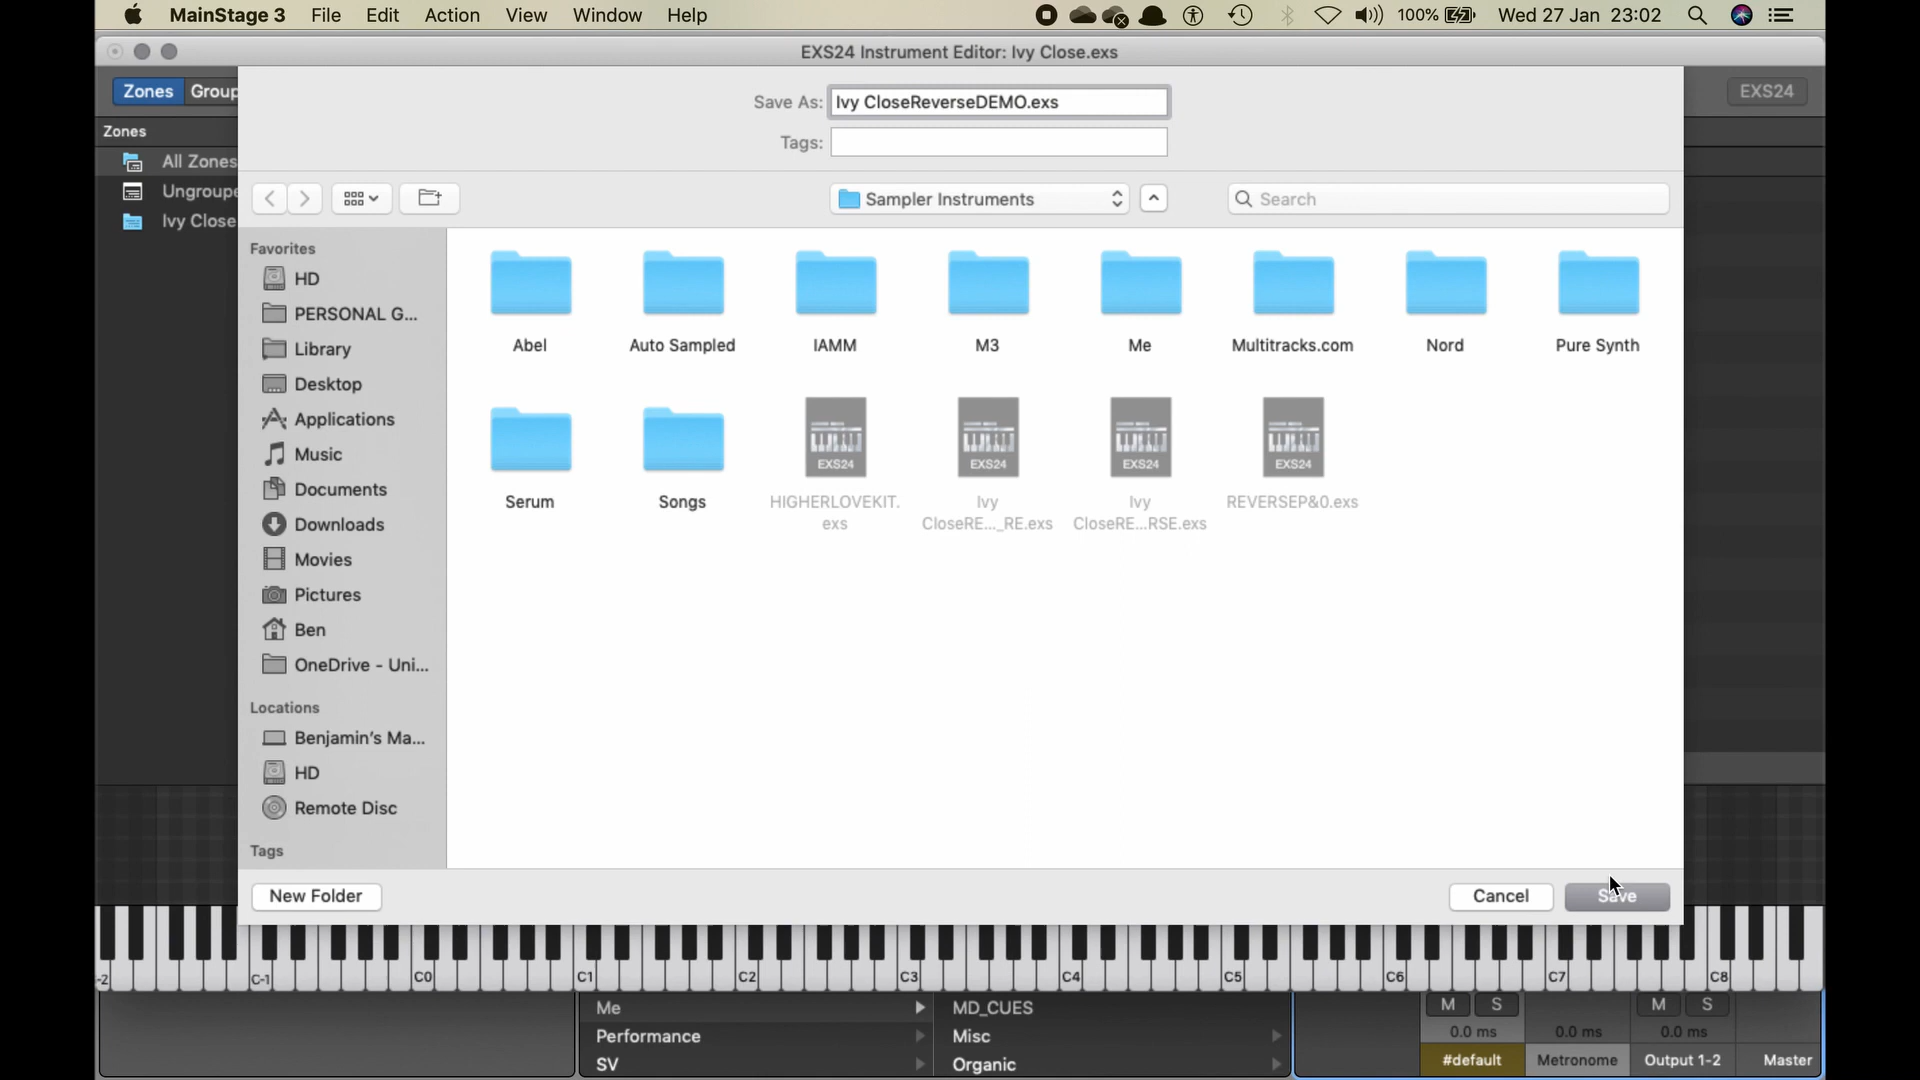 MainStage 3 File Edit Action View Window Help 100% Wed 27 Jan 23:02
EXS24 Instrument Editor: Ivy Close.exs
Zones Group EXS24
Save As: Ivy CloseReverseDEMO.exs
Tags:
Zones
All Zones
Ungroupe
Ivy Close
Sampler Instruments
Search
Favorites
HD
PERSONAL G...
Library
Desktop
Applications
Music
Documents
Downloads
Movies
Pictures
Ben
OneDrive - Uni...
Locations
Benjamin's Ma...
HD
Remote Disc
Tags
Abel Auto Sampled IAMM M3 Me Multitracks.com Nord Pure Synth
EXS24 EXS24 EXS24 EXS24
Serum Songs HIGHERLOVEKIT. Ivy Ivy REVERSEP&0.exs
exs CloseRE..._RE.exs CloseRE...RSE.exs
New Folder Cancel Save
-2 C-1 C0 C1 C2 C3 C4 C5 C6 C7 C8
Me MD_CUES M S M S
Performance Misc 0.0 ms 0.0 ms 0.0 ms
SV Organic #default Metronome Output 1-2 Master